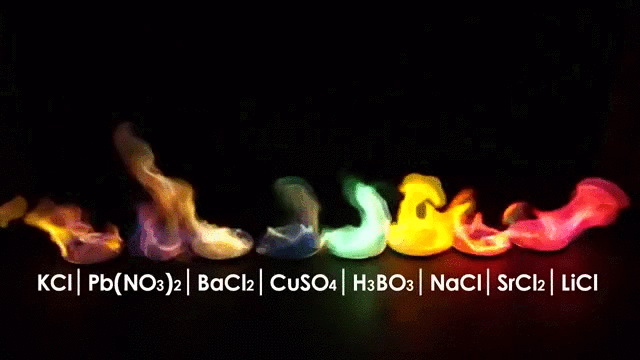 KCl | Pb(NO₃)₂ | BaCl₂ | CuSO₄ | H₃BO₃ | NaCl | SrCl₂ | LiCl